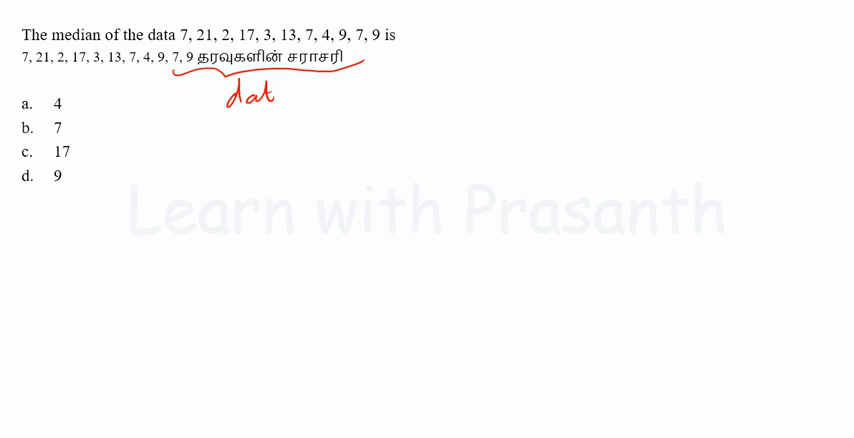 The median of the data 7, 21, 2, 17, 3, 13, 7, 4, 9, 7, 9 is
7, 21, 2, 17, 3, 13, 7, 4, 9, 7, 9 தரவுகளின் சராசரி
dat
a. 4
b. 7
c. 17
d. 9
Learn with Prasanth